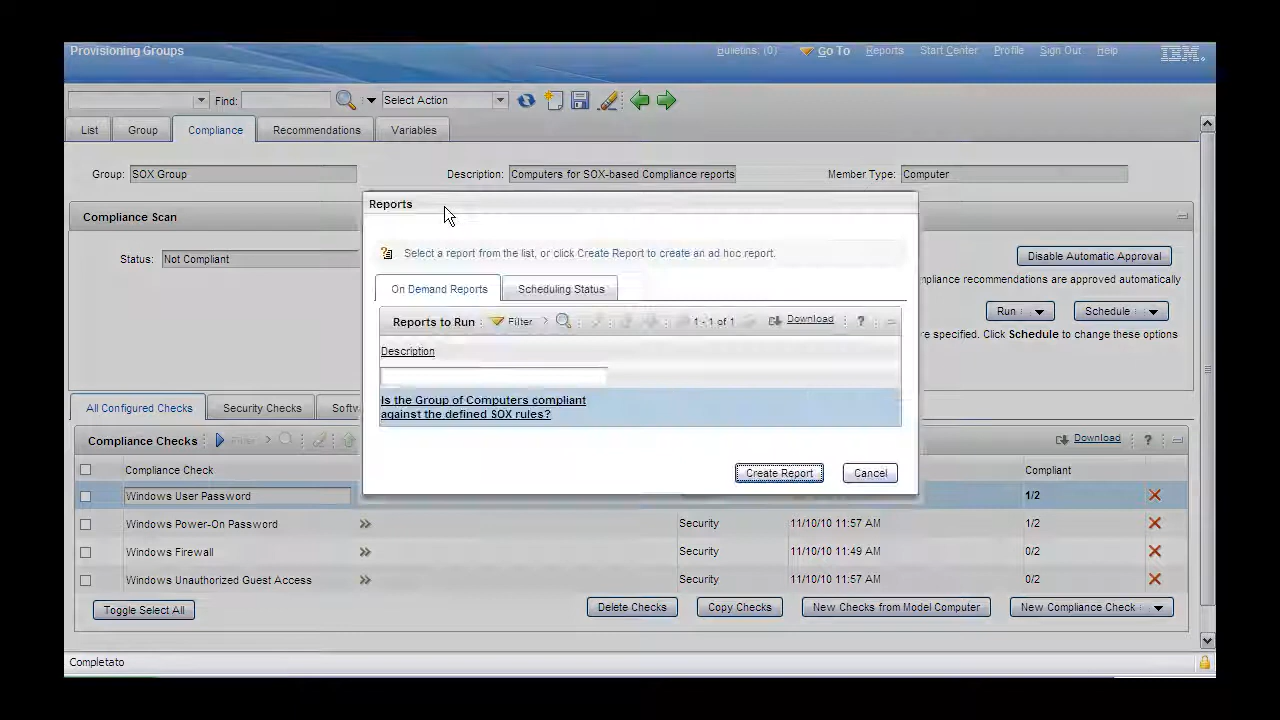 Provisioning Groups
Bulletins: (0) Go To Reports Start Center Profile Sign Out Help IBM
Find: Select Action
List Group Compliance Recommendations Variables
Group: SOX Group Description: Computers for SOX-based Compliance reports Member Type: Computer
Reports
Compliance Scan
Select a report from the list, or click Create Report to create an ad hoc report.
Status: Not Compliant
Disable Automatic Approval
pliance recommendations are approved automatically
On Demand Reports Scheduling Status
Run Schedule
Reports to Run Filter 1 - 1 of 1 Download ?
e specified. Click Schedule to change these options
Description
Is the Group of Computers compliant
against the defined SOX rules?
All Configured Checks Security Checks Softv
Compliance Checks Filter Download ?
Create Report Cancel
Compliance Check Compliant
Windows User Password 1/2
Windows Power-On Password Security 11/10/10 11:57 AM 1/2
Windows Firewall Security 11/10/10 11:49 AM 0/2
Windows Unauthorized Guest Access Security 11/10/10 11:57 AM 0/2
Toggle Select All Delete Checks Copy Checks New Checks from Model Computer New Compliance Check
Completato